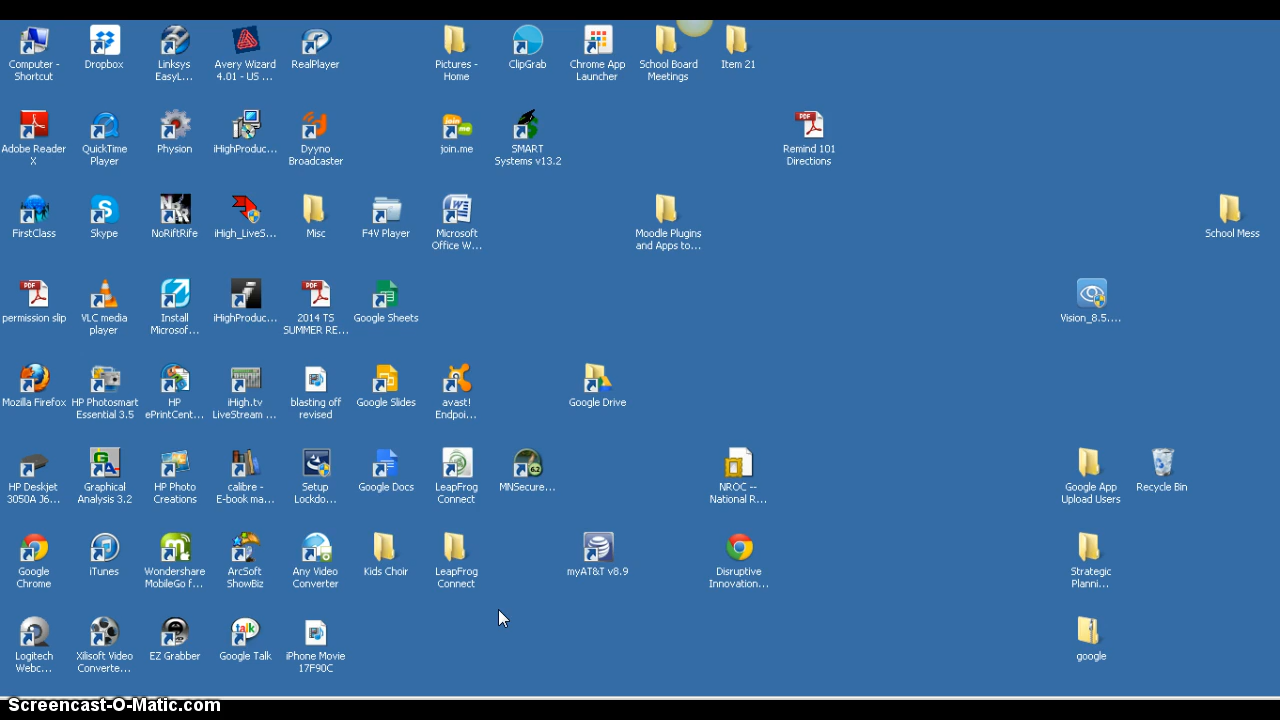 Computer -
Shortcut
Dropbox
Linksys
EasyL...
Avery Wizard
4.01 - US ...
RealPlayer
Pictures -
Home
ClipGrab
Chrome App
Launcher
School Board
Meetings
Item 21
Adobe Reader
X
QuickTime
Player
Physion
iHighProduc...
Dyyno
Broadcaster
join.me
SMART
Systems v13.2
Remind 101
Directions
FirstClass
Skype
NoRiftRife
iHigh_LiveS...
Misc
F4V Player
Microsoft
Office W...
Moodle Plugins
and Apps to...
School Mess
permission slip
VLC media
player
Install
Microsof...
iHighProduc...
2014 TS
SUMMER RE...
Google Sheets
Vision_8.5....
Mozilla Firefox
HP Photosmart
Essential 3.5
HP
ePrintCent...
iHigh.tv
LiveStream ...
blasting off
revised
Google Slides
avast!
Endpoi...
Google Drive
HP Deskjet
3050A J6...
Graphical
Analysis 3.2
HP Photo
Creations
calibre -
E-book ma...
Setup
Lockdo...
Google Docs
LeapFrog
Connect
MNSecure...
NROC --
National R...
Google App
Upload Users
Recycle Bin
Google
Chrome
iTunes
Wondershare
MobileGo f...
ArcSoft
ShowBiz
Any Video
Converter
Kids Choir
LeapFrog
Connect
myAT&T v8.9
Disruptive
Innovation...
Strategic
Planni...
Logitech
Webc...
Xilisoft Video
Converte...
EZ Grabber
talk
Google Talk
iPhone Movie
17F90C
google
Screencast-O-Matic.com